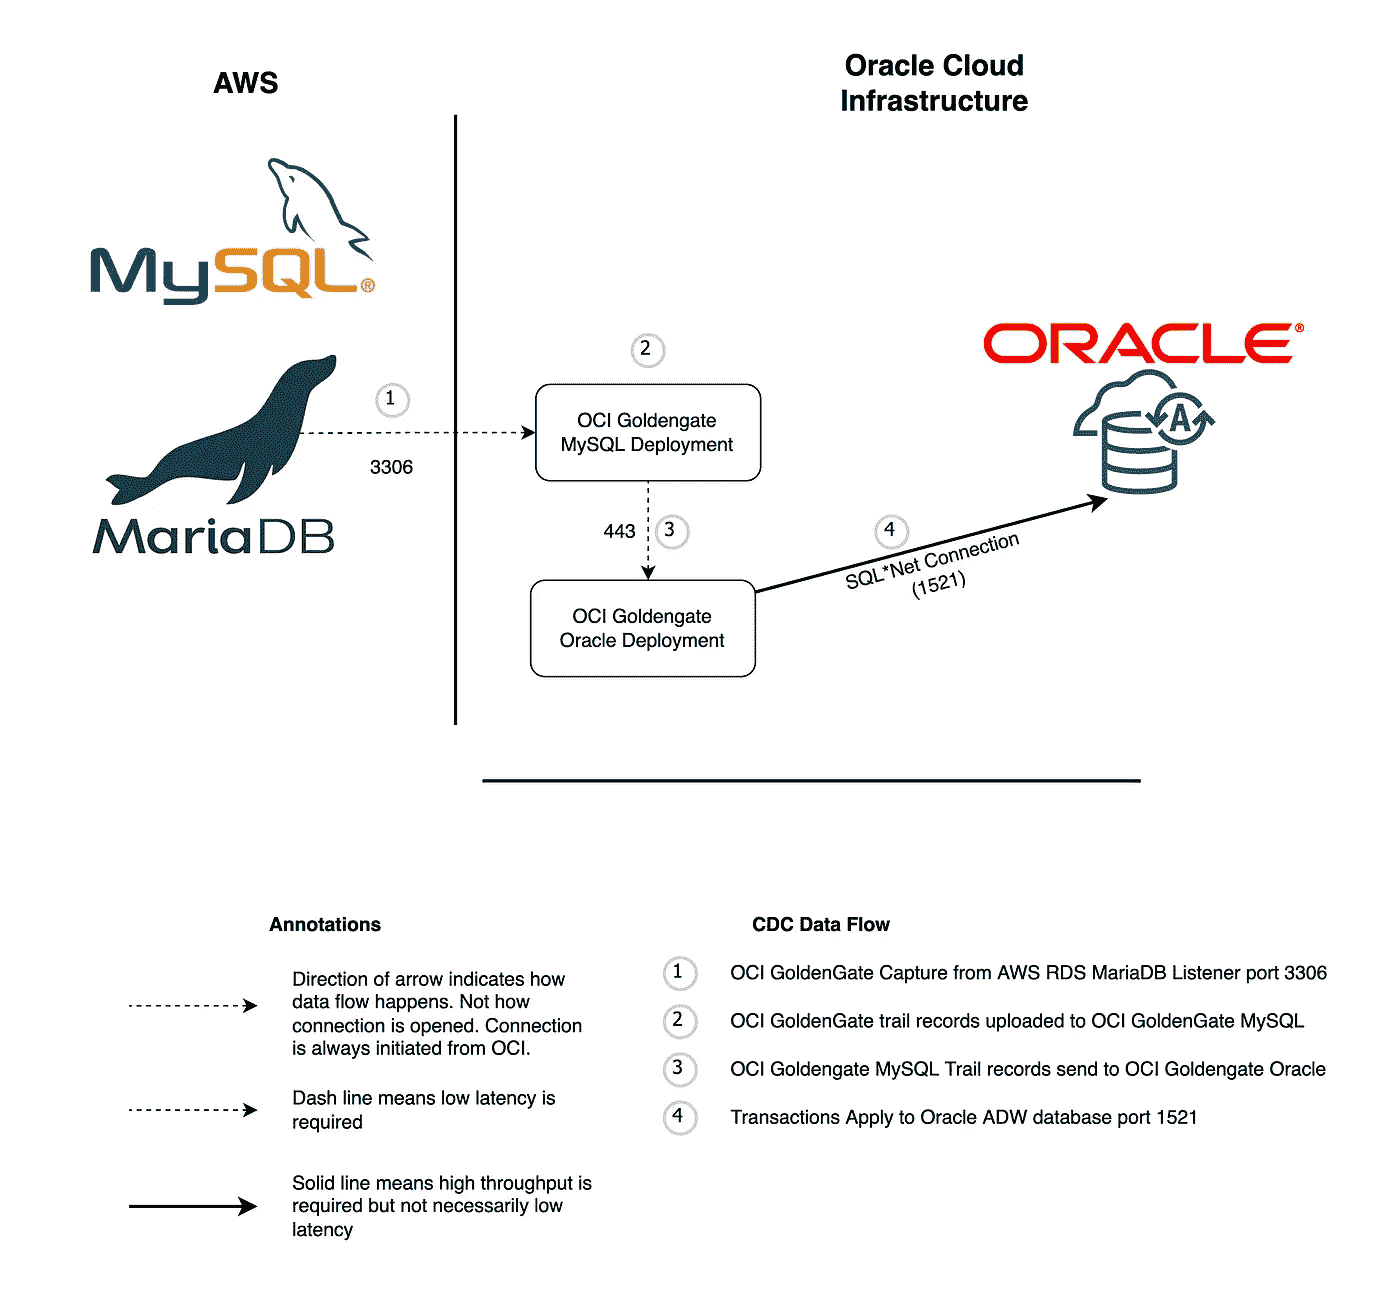 AWS
Oracle Cloud
Infrastructure
MySQL®
ORACLE®
2
1
OCI Goldengate
MySQL Deployment
A
3306
MariaDB
443
3
4
SQL*Net Connection
(1521)
OCI Goldengate
Oracle Deployment
Annotations
Direction of arrow indicates how
data flow happens. Not how
connection is opened. Connection
is always initiated from OCI.
Dash line means low latency is
required
Solid line means high throughput is
required but not necessarily low
latency
CDC Data Flow
1 OCI GoldenGate Capture from AWS RDS MariaDB Listener port 3306
2 OCI GoldenGate trail records uploaded to OCI GoldenGate MySQL
3 OCI Goldengate MySQL Trail records send to OCI Goldengate Oracle
4 Transactions Apply to Oracle ADW database port 1521